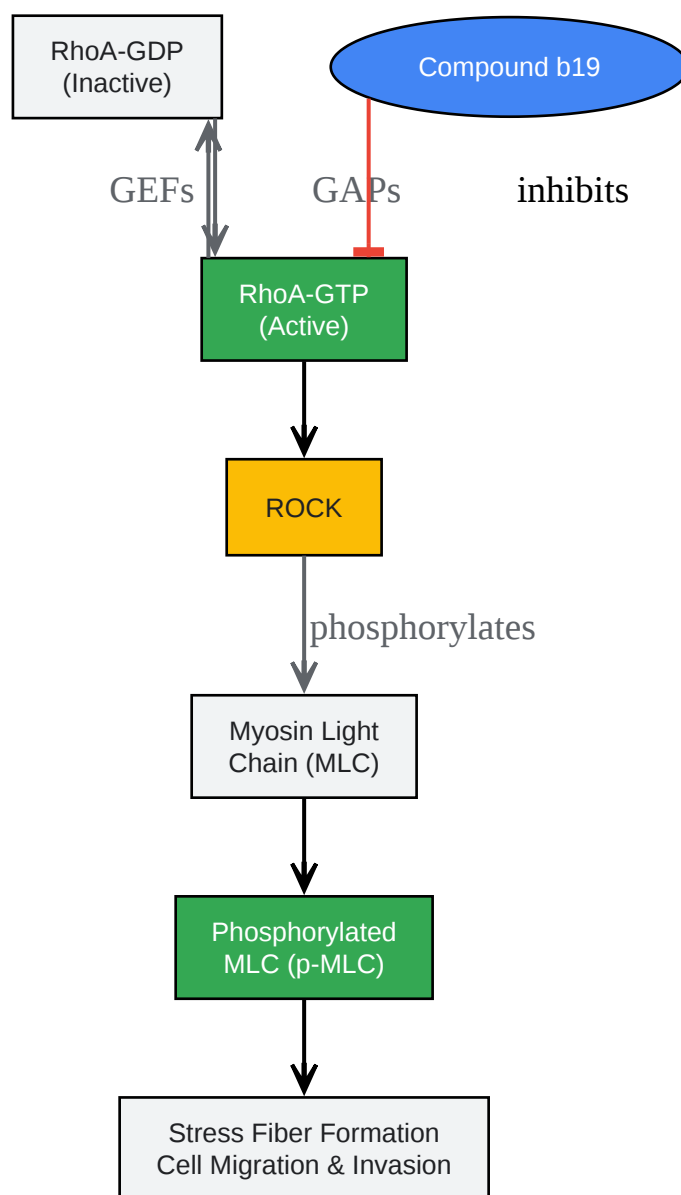 RhoA-GDP
(Inactive)
Compound b19
GEFs
GAPs
inhibits
RhoA-GTP
(Active)
ROCK
phosphorylates
Myosin Light
Chain (MLC)
Phosphorylated
MLC (p-MLC)
Stress Fiber Formation
Cell Migration & Invasion